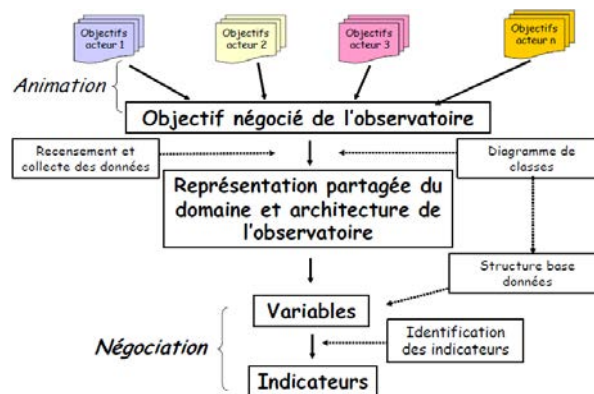 Objectifs
acteur 1
Objectifs
acteur 2
Objectifs
acteur 3
Objectifs
acteur n
Animation
Objectif négocié de l'observatoire
Recensement et
collecte des données
Diagramme de
classes
Représentation partagée du
domaine et architecture de
l'observatoire
Structure base
données
Variables
Négociation
Identification
des indicateurs
Indicateurs